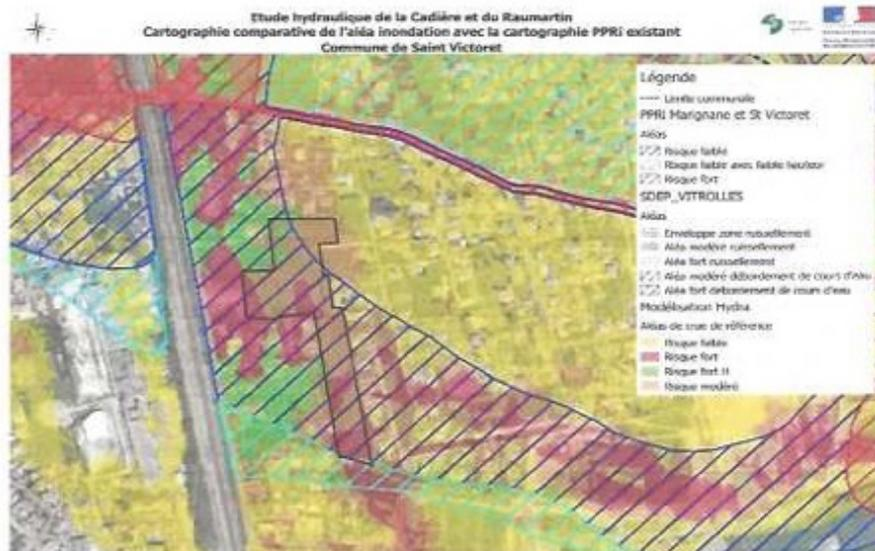 Etude hydraulique de la Cadière et du Raumartin
Cartographie comparative de l'aléa inondation avec la cartographie PPRi existant
Commune de Saint Victoret
Légende
Limite communale
PPRI Marignane et St Victoret
Aléas
Risque faible
Risque faible avec faible hauteur
Risque fort
SDEP_VITROLLES
Aléas
Enveloppe zone ruissellement
Aléa modéré ruissellement
Aléa fort ruissellement
Aléa modéré débordement de cours d'eau
Aléa fort débordement de cours d'eau
Modélisation Hydra
Aléas de crue de référence
Risque faible
Risque fort
Risque fort H
Risque modéré